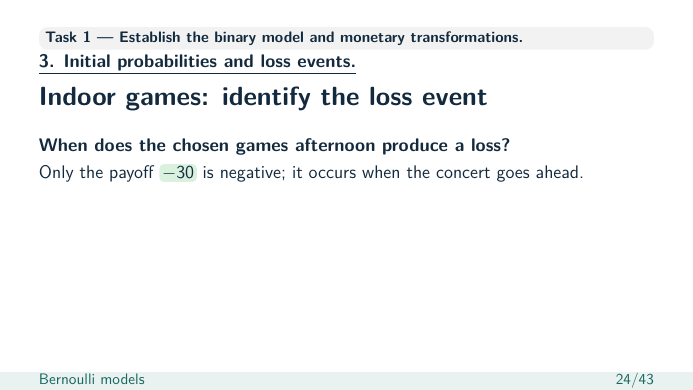 Task 1 — Establish the binary model and monetary transformations.
3. Initial probabilities and loss events.
Indoor games: identify the loss event
When does the chosen games afternoon produce a loss?
Only the payoff −30 is negative; it occurs when the concert goes ahead.
Bernoulli models 24/43